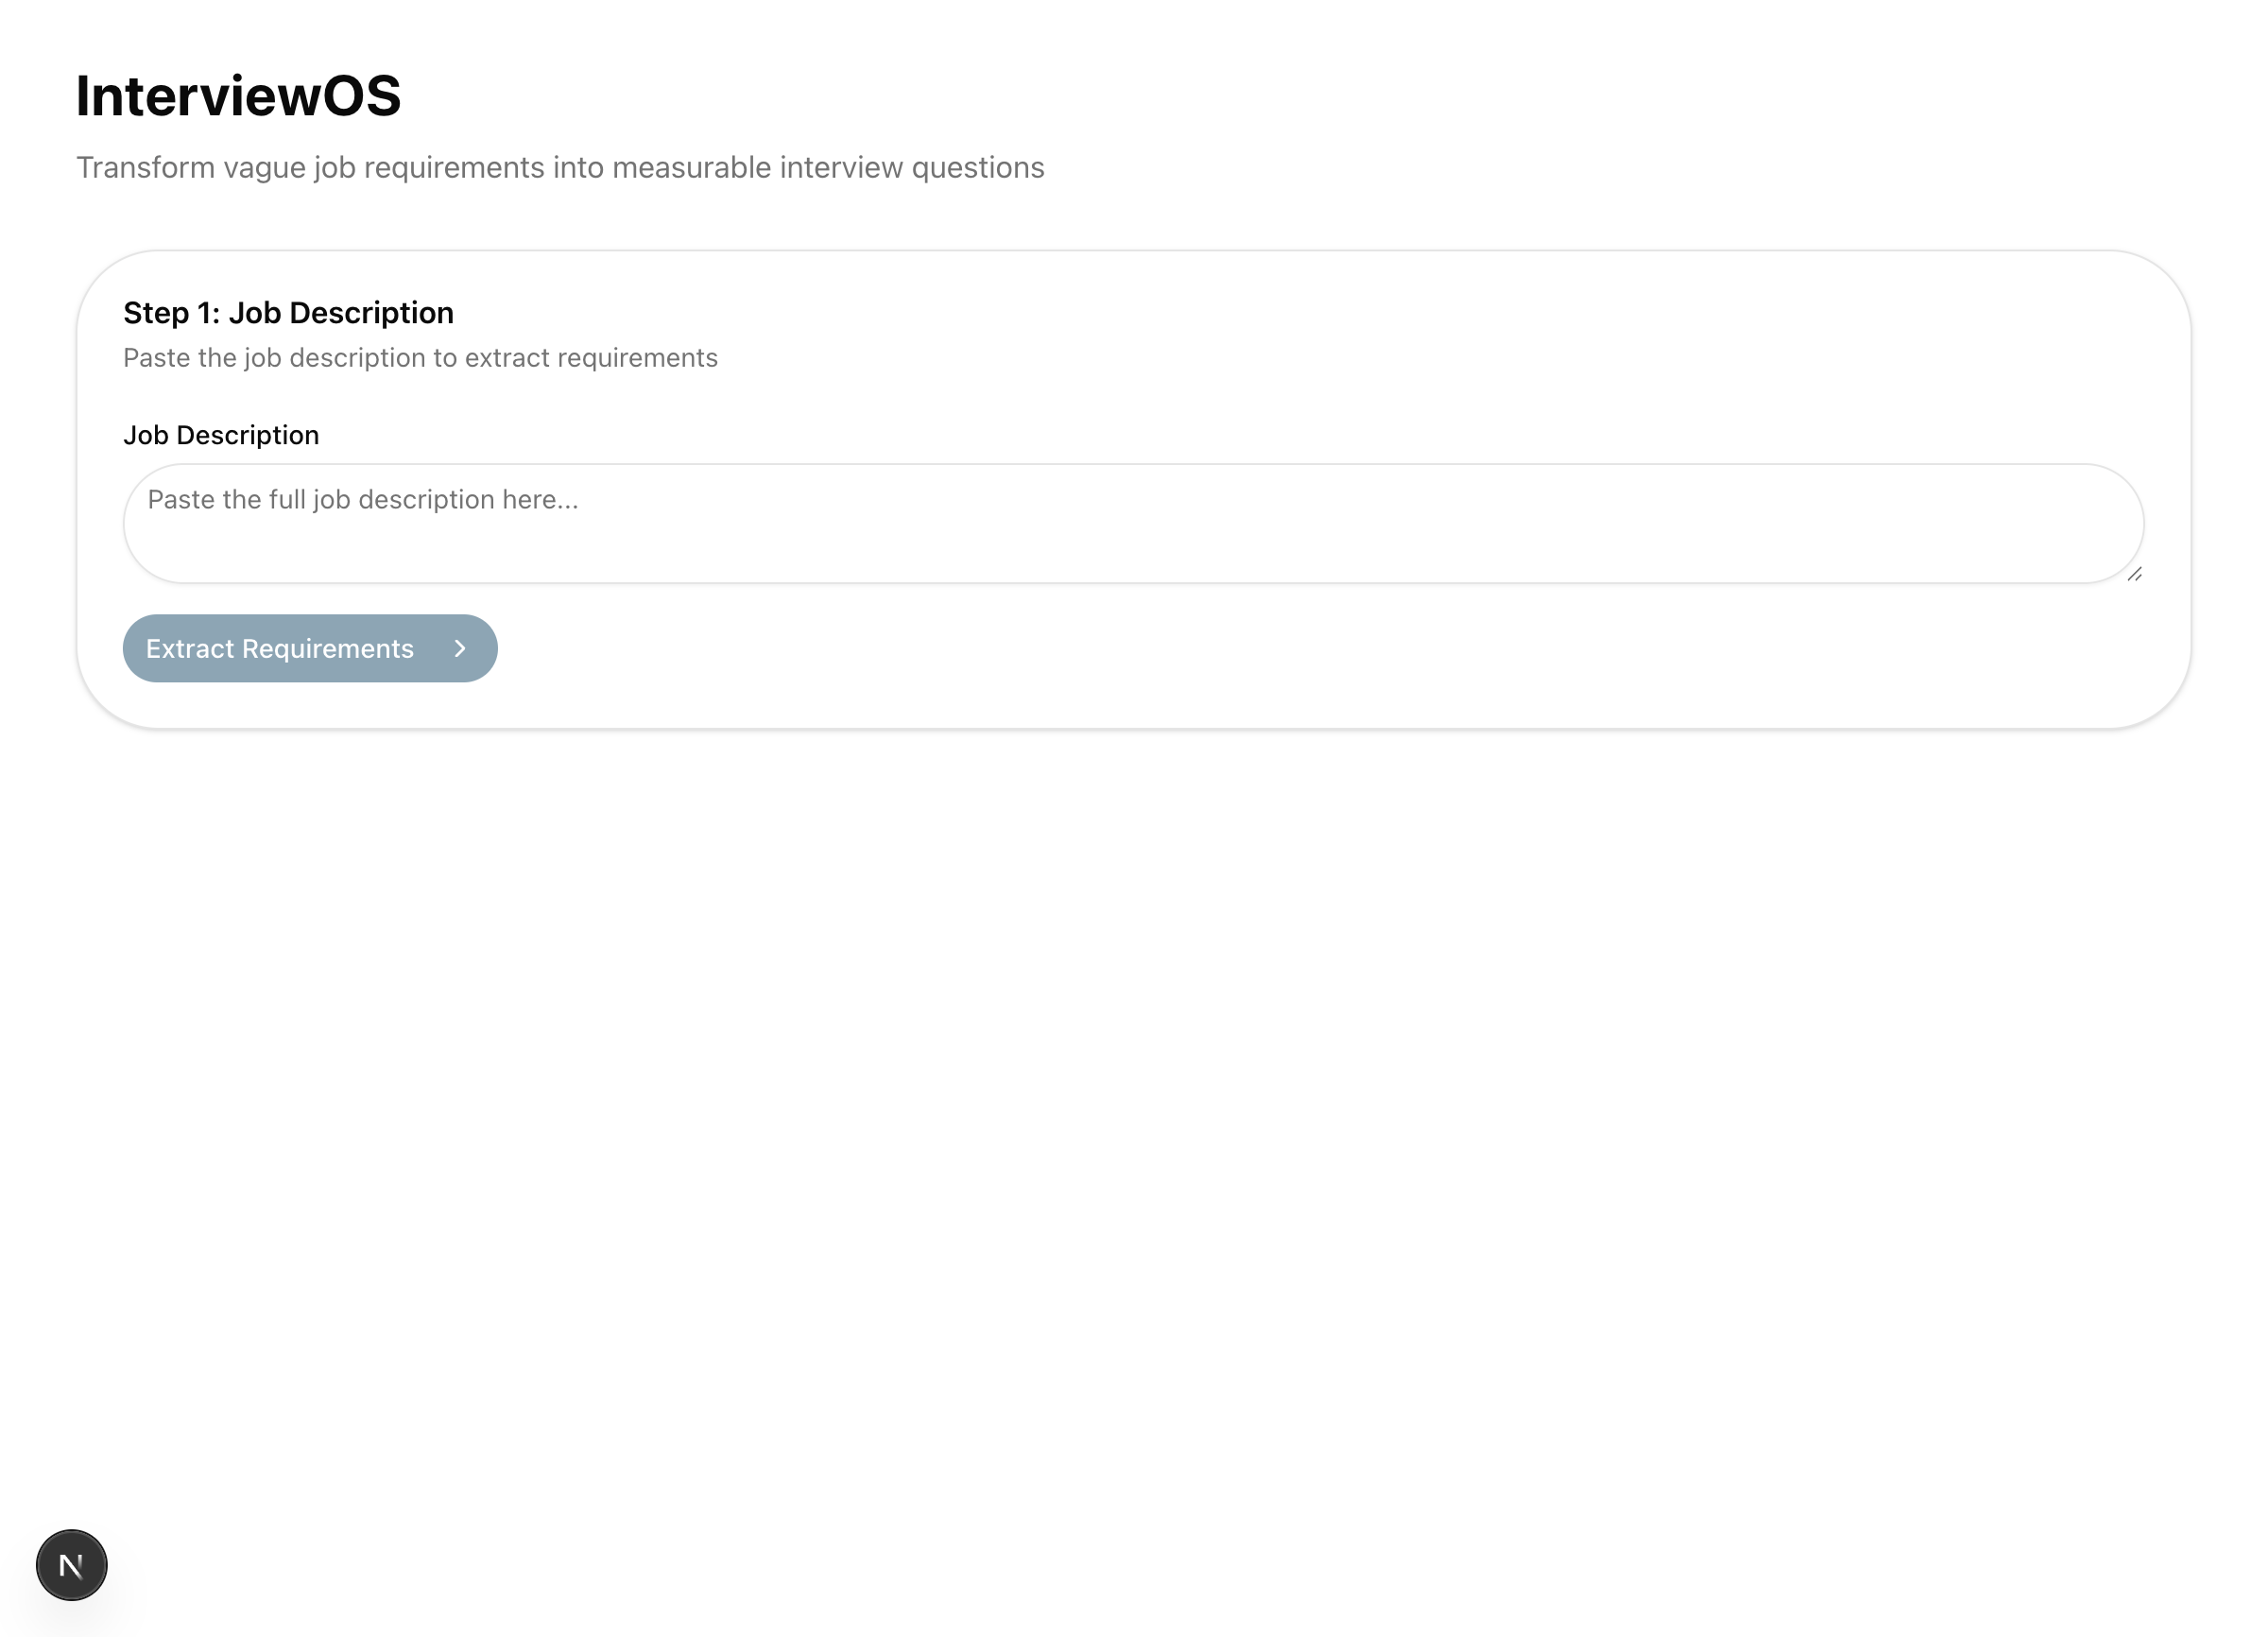 InterviewOS
Transform vague job requirements into measurable interview questions
Step 1: Job Description
Paste the job description to extract requirements
Job Description
Paste the full job description here...
Extract Requirements
N